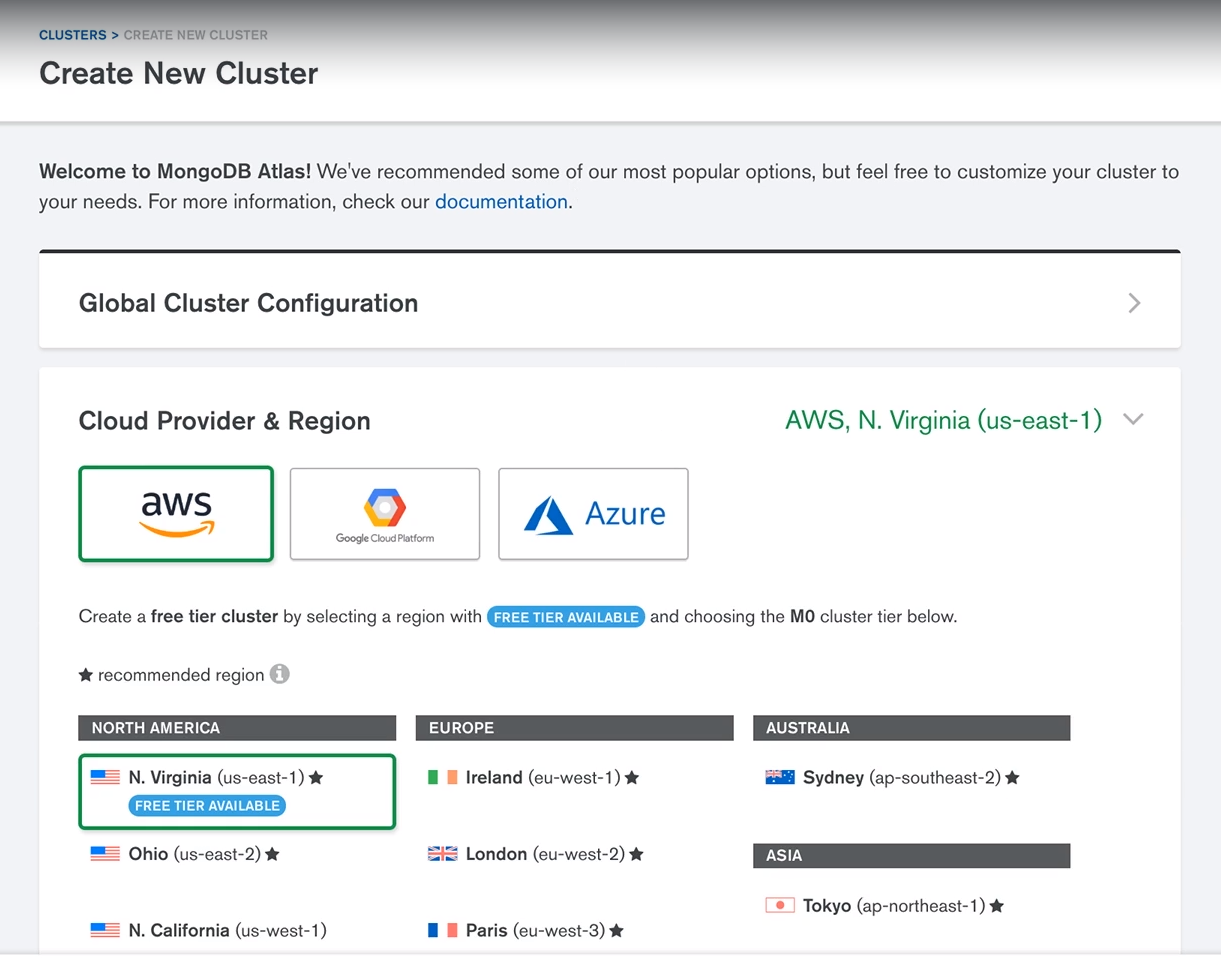 CLUSTERS > CREATE NEW CLUSTER
Create New Cluster
Welcome to MongoDB Atlas! We've recommended some of our most popular options, but feel free to customize your cluster to
your needs. For more information, check our documentation.
Global Cluster Configuration
Cloud Provider & Region
AWS, N. Virginia (us-east-1)
aws
Google Cloud Platform
Azure
Create a free tier cluster by selecting a region with FREE TIER AVAILABLE and choosing the M0 cluster tier below.
★ recommended region i
NORTH AMERICA
N. Virginia (us-east-1) ★
FREE TIER AVAILABLE
Ohio (us-east-2) ★
N. California (us-west-1)
EUROPE
Ireland (eu-west-1) ★
London (eu-west-2) ★
Paris (eu-west-3) ★
AUSTRALIA
Sydney (ap-southeast-2) ★
ASIA
Tokyo (ap-northeast-1) ★